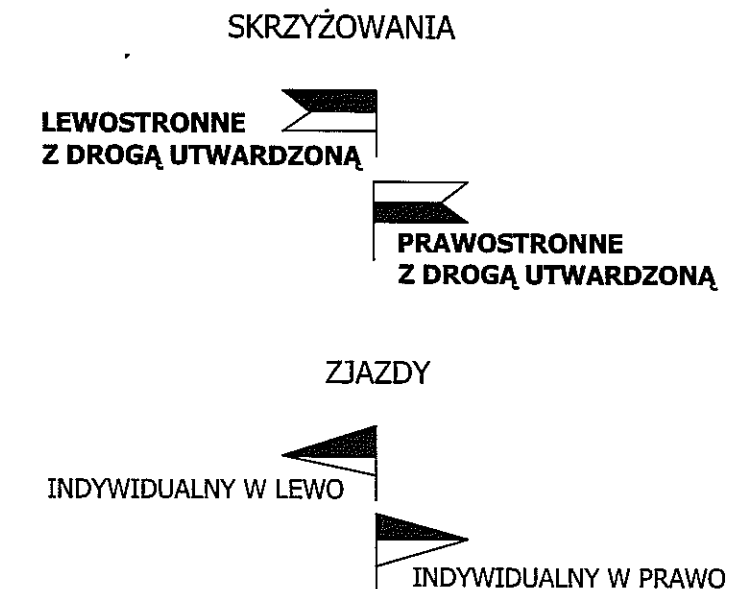 SKRZYŻOWANIA
LEWOSTRONNE
Z DROGĄ UTWARDZONĄ
PRAWOSTRONNE
Z DROGĄ UTWARDZONĄ
ZJAZDY
INDYWIDUALNY W LEWO
INDYWIDUALNY W PRAWO